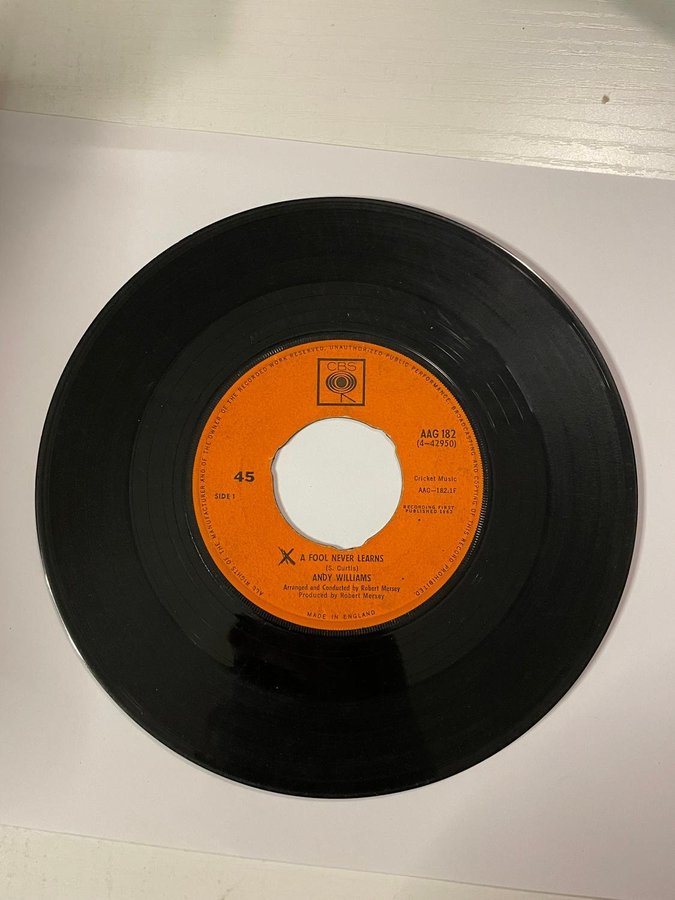 ALL RIGHTS OF THE MANUFACTURER AND OF THE OWNER OF THE RECORDED WORK RESERVED. UNAUTHORIZED PUBLIC PERFORMANCE, BROADCASTING AND COPYING OF THIS RECORD PROHIBITED.
CBS
AAG 182
(4-42950)
45
SIDE 1
Cricket Music
AAG-182.1F
RECORDING FIRST
PUBLISHED 1963
X A FOOL NEVER LEARNS
(S. Curtis)
ANDY WILLIAMS
Arranged and Conducted by Robert Mersey
Produced by Robert Mersey
MADE IN ENGLAND